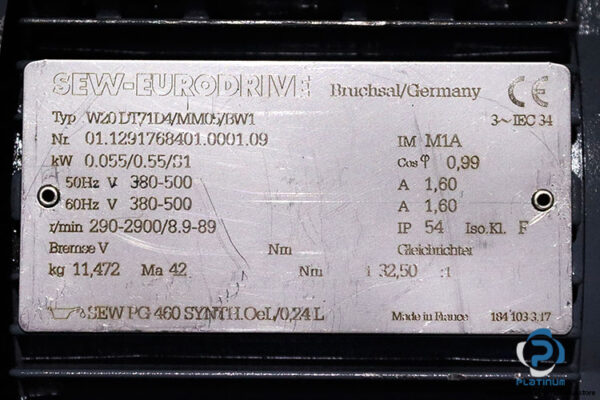 SEW-EURODRIVE Bruchsal/Germany CE
Typ W20 DT71D4/MM05/BW1 3~IEC 34
Nr. 01.1291768401.0001.09 IM M1A
kW 0.055/0.55/S1 Cos φ 0,99
50Hz V 380-500 A 1,60
60Hz V 380-500 A 1,60
r/min 290-2900/8.9-89 IP 54 Iso.Kl. F
Bremse V Nm Gleichrichter
kg 11,472 Ma 42 Nm i 32,50 :1
SEW PG 460 SYNTH.Oel/0.24 L Made in France 184 103 3.17
PLATINUM